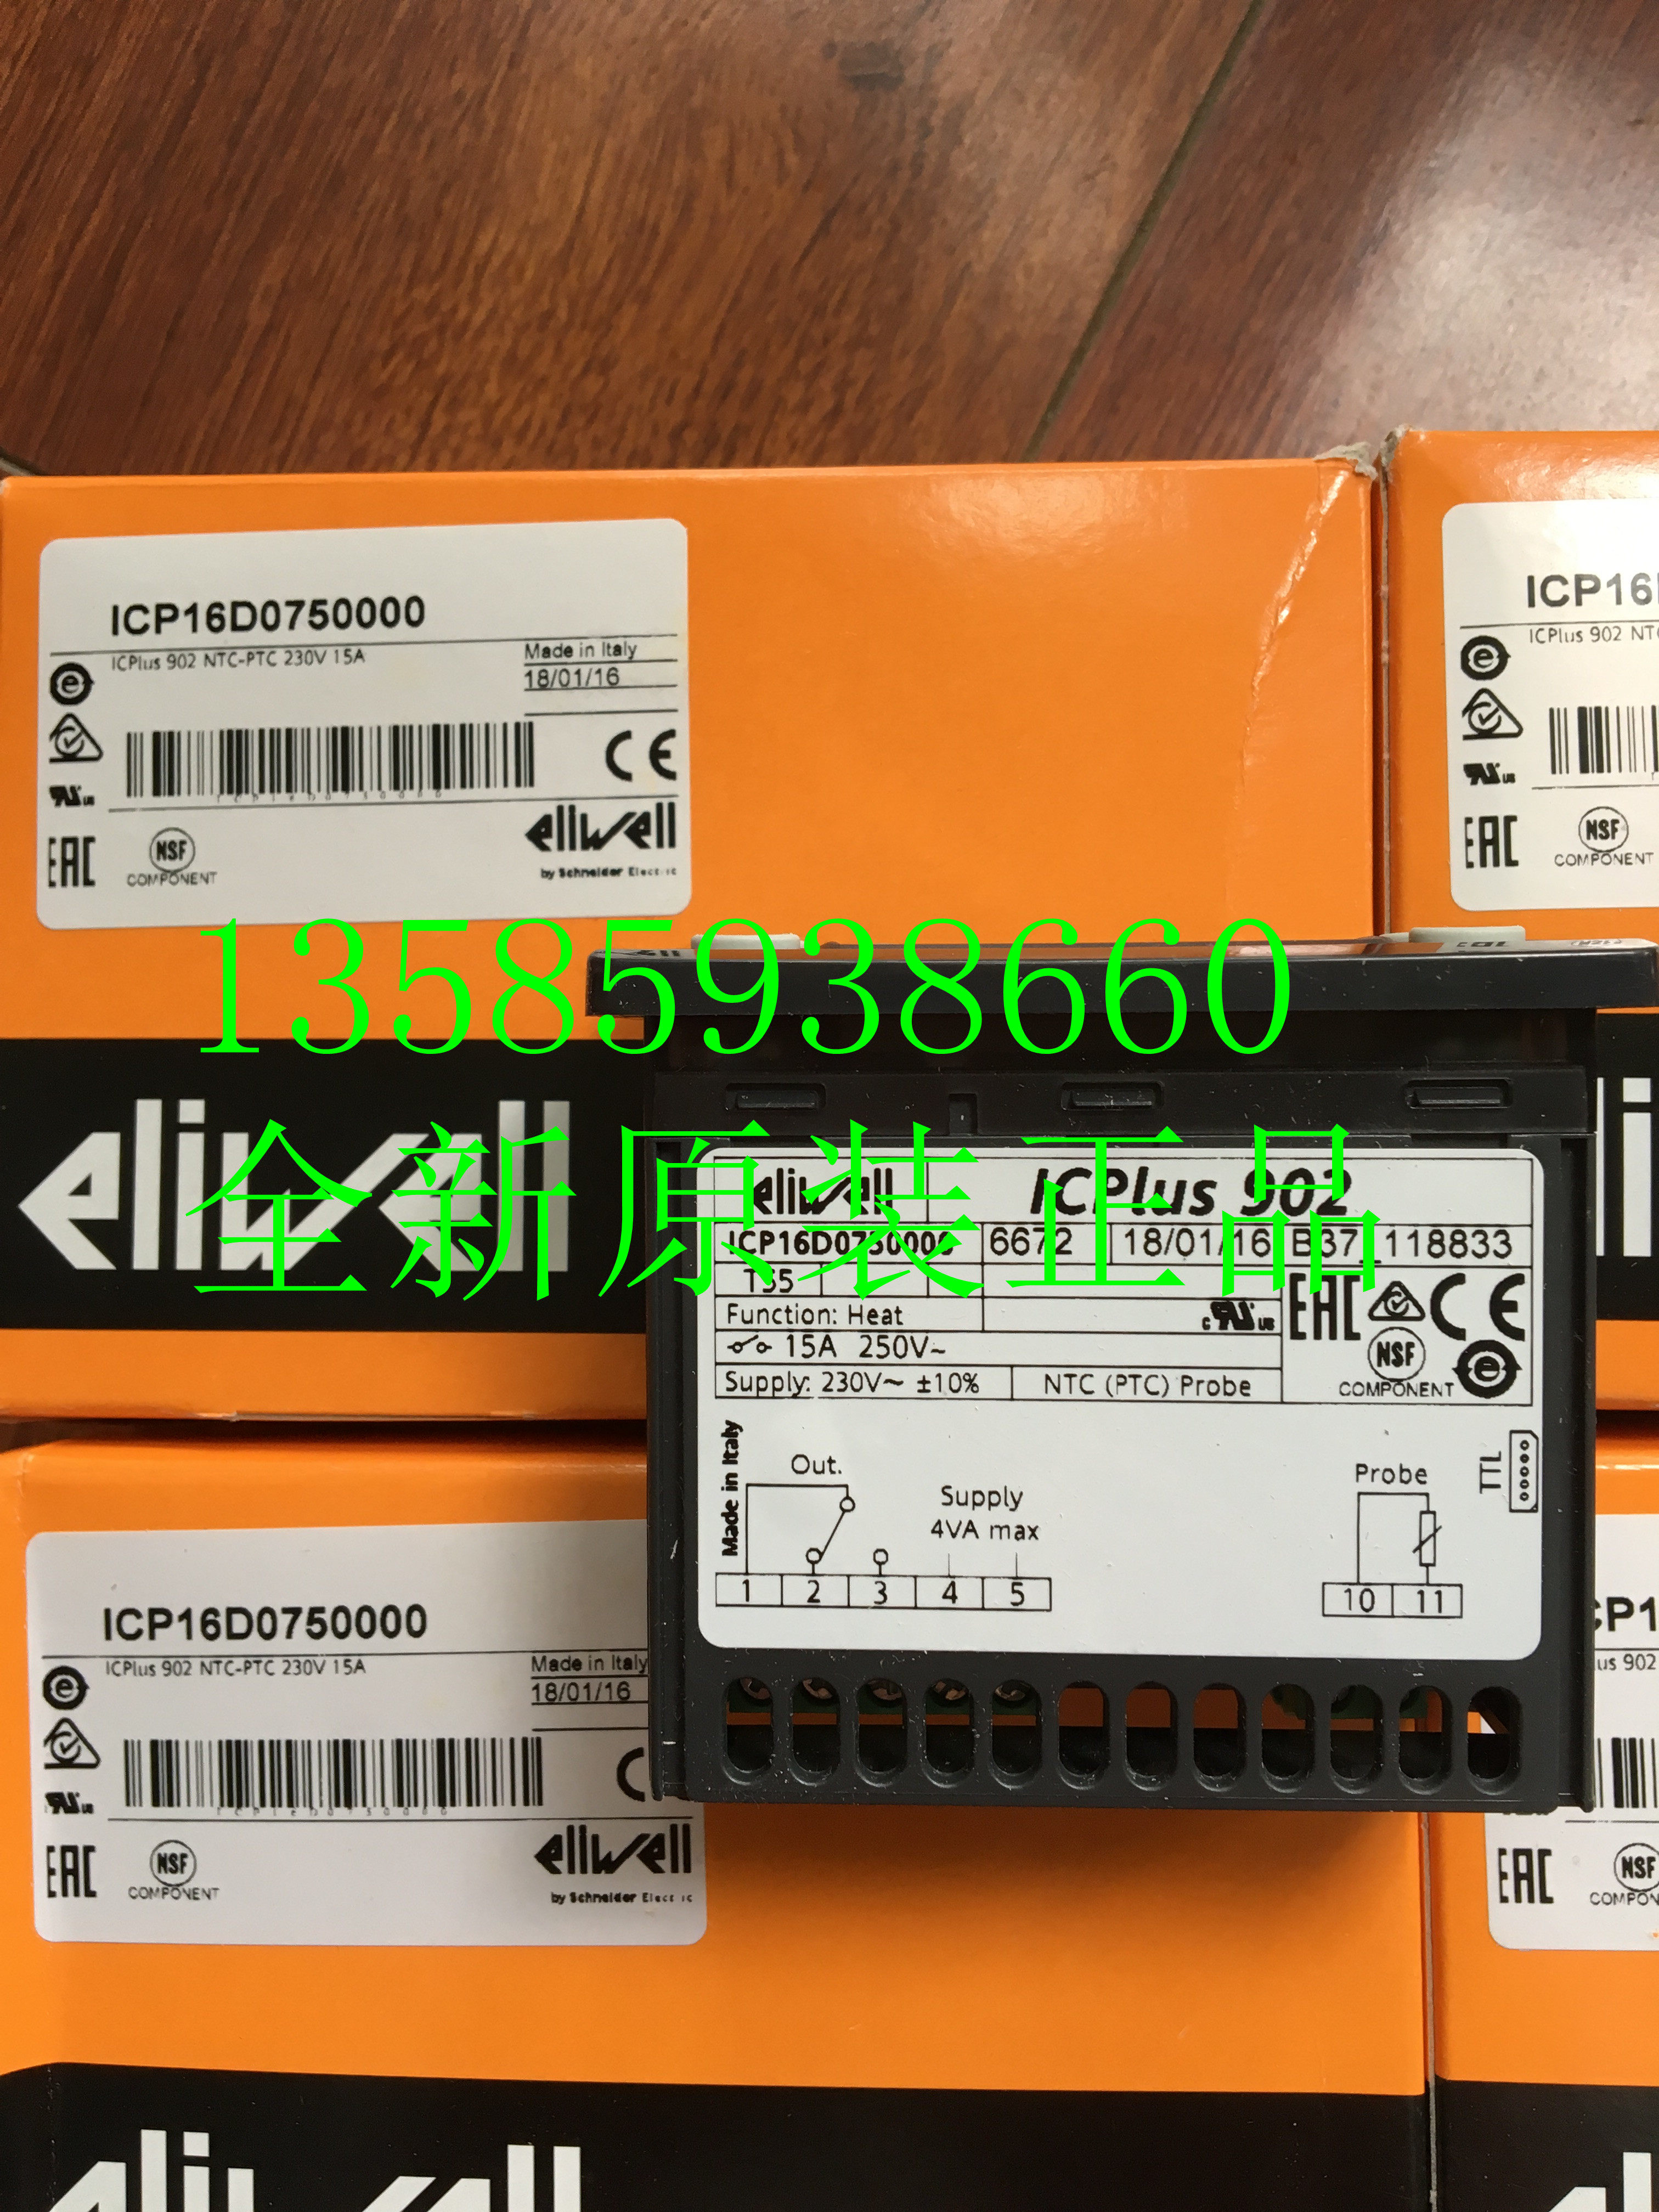 ICP16D0750000
ICPlus 902 NTC-PTC 230V 15A
Made in Italy
18/01/16
CE
EAC
NSF
COMPONENT
eliwell
by Schneider Electric
ICP16
ICPlus 902
EAC
NSF
COMPONENT
13585938660
eliwell
全新原装正品
eliwell
ICPlus 902
ICP16D0750000 6672 18/01/16 B37 118833
T55
Function: Heat
c us
EAC
CE
15A 250V~
NSF
COMPONENT
Supply: 230V~ ±10%
NTC (PTC) Probe
Made in Italy
Out.
Supply
4VA max
Probe
TTL
1 2 3 4 5
10 11
ICP16D0750000
ICPlus 902 NTC-PTC 230V 15A
Made in Italy
18/01/16
EAC
NSF
COMPONENT
eliwell
by Schneider Electric
902
EAC
NSF
eliwell